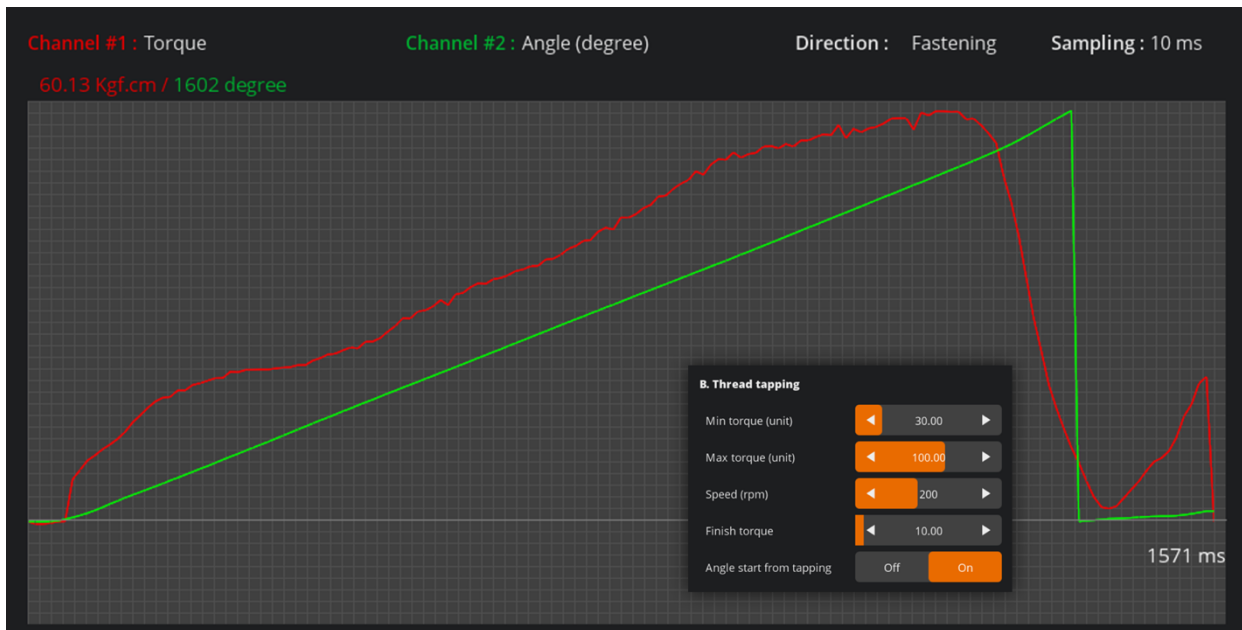 Channel #1 : Torque Channel #2 : Angle (degree) Direction : Fastening Sampling : 10 ms
60.13 Kgf.cm / 1602 degree
B. Thread tapping
Min torque (unit) 30.00
Max torque (unit) 100.00
Speed (rpm) 200
Finish torque 10.00
Angle start from tapping Off On
1571 ms